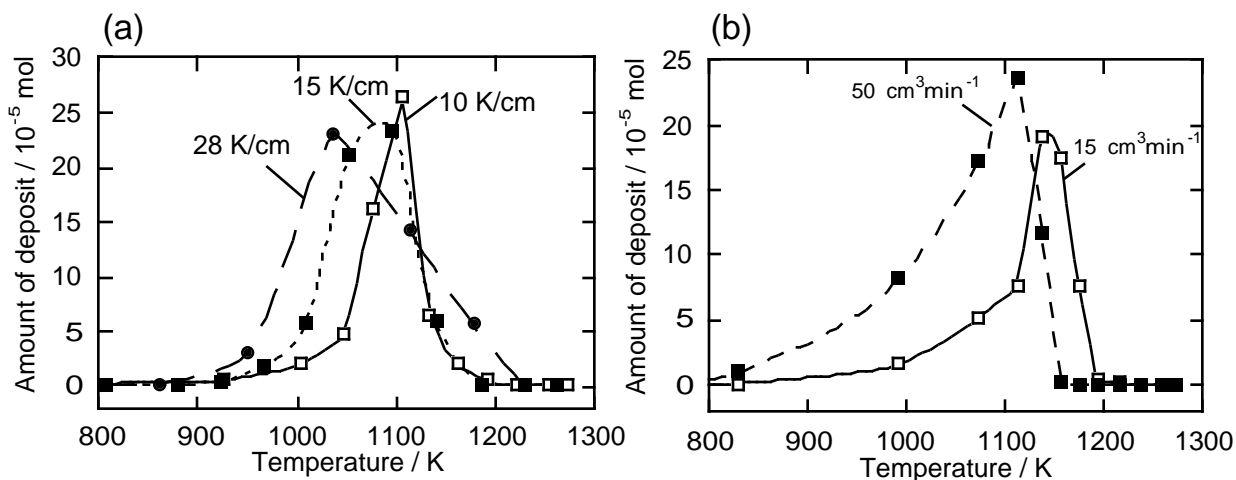 (a)
Amount of deposit / 10⁻⁵ mol
30
25
20
15
10
5
0
28 K/cm
15 K/cm
10 K/cm
800 900 1000 1100 1200 1300
Temperature / K
(b)
Amount of deposit / 10⁻⁵ mol
25
20
15
10
5
0
50 cm³min⁻¹
15 cm³min⁻¹
800 900 1000 1100 1200 1300
Temperature / K